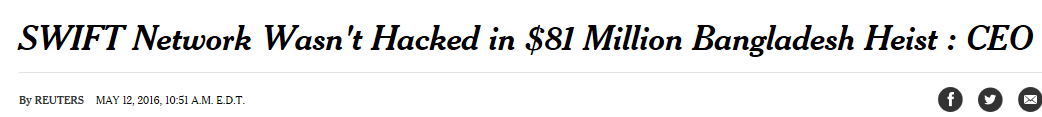 SWIFT Network Wasn't Hacked in $81 Million Bangladesh Heist : CEO
By REUTERS MAY 12, 2016, 10:51 A.M. E.D.T.